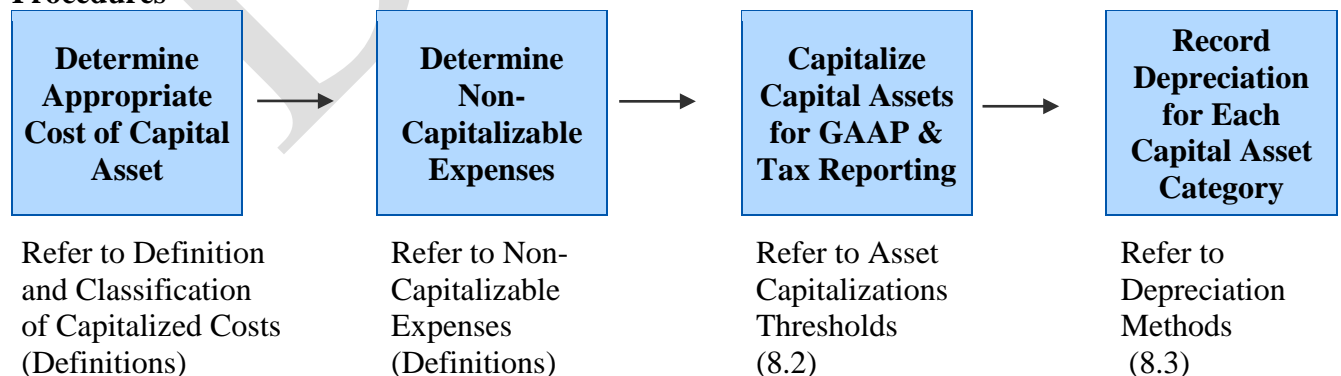 Procedures
Determine
Appropriate
Cost of Capital
Asset
Determine
Non-
Capitalizable
Expenses
Capitalize
Capital Assets
for GAAP &
Tax Reporting
Record
Depreciation
for Each
Capital Asset
Category
Refer to Definition
and Classification
of Capitalized Costs
(Definitions)
Refer to Non-
Capitalizable
Expenses
(Definitions)
Refer to Asset
Capitalizations
Thresholds
(8.2)
Refer to
Depreciation
Methods
(8.3)